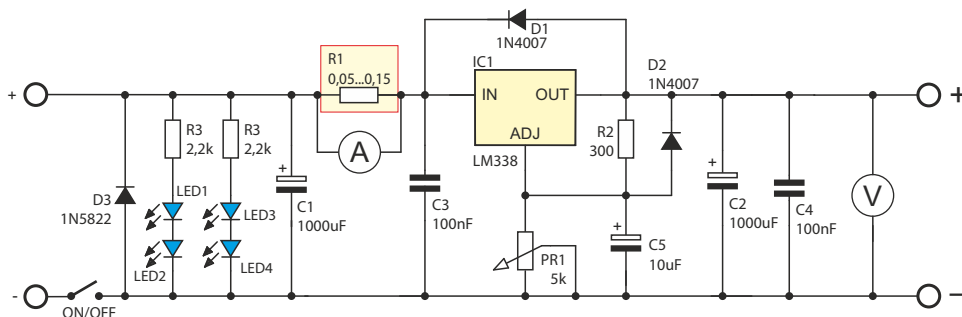 D1
1N4007
R1
0,05...0,15
IC1
D2
1N4007
+
IN
OUT
+
R3
2,2k
R3
2,2k
A
ADJ
R2
300
LM338
D3
1N5822
LED1
LED3
+
C1
1000uF
C3
100nF
+
C2
1000uF
C4
100nF
V
LED2
LED4
PR1
5k
+
C5
10uF
-
ON/OFF
−